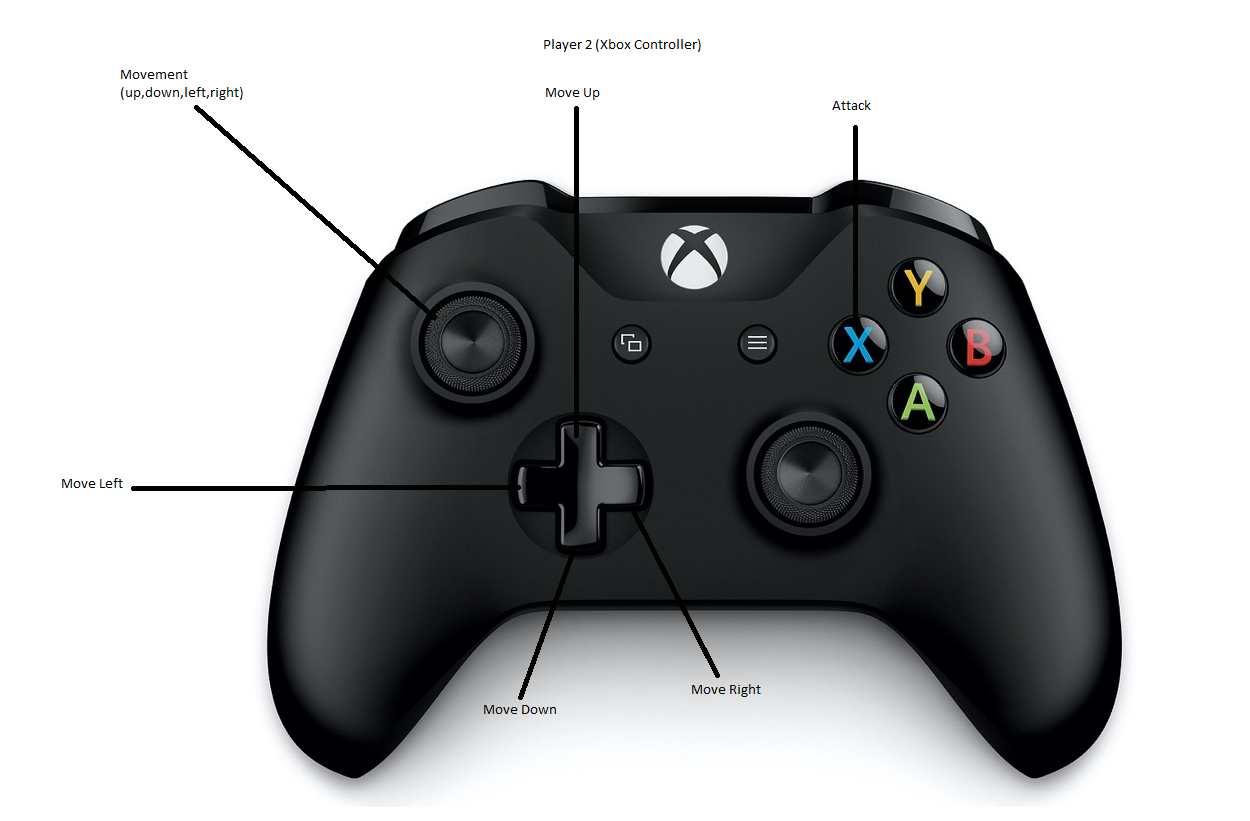 Player 2 (Xbox Controller)
Movement
(up,down,left,right)
Move Up
Attack
Y
X
B
A
Move Left
Move Right
Move Down